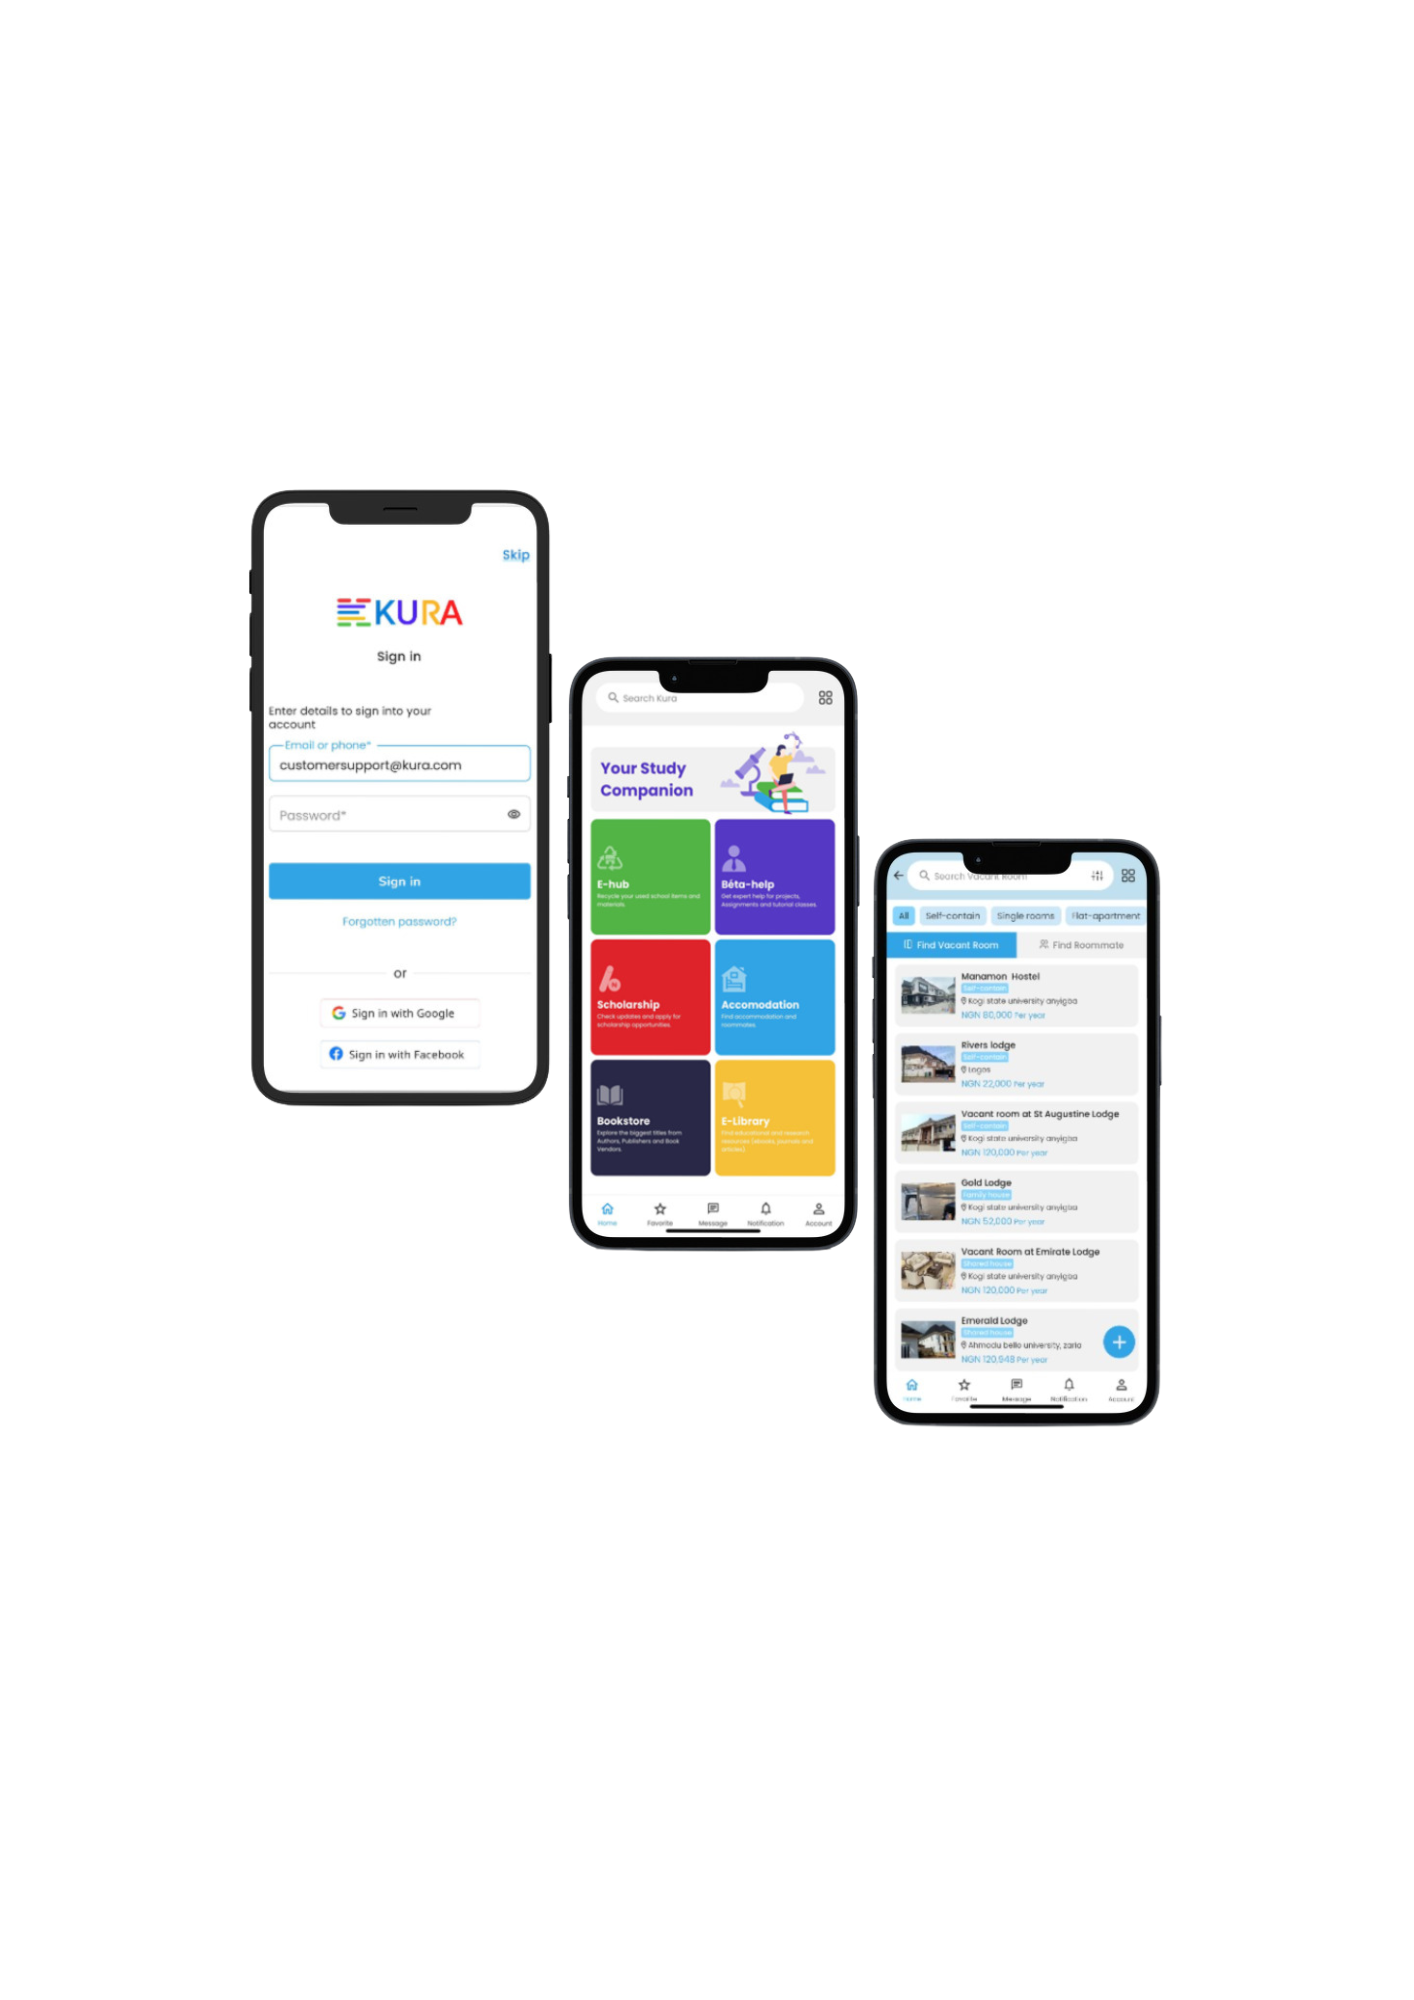 Skip
KURA
Sign in
Enter details to sign into your
account
Email or phone*
customersupport@kura.com
Password*
Sign in
Forgotten password?
or
Sign in with Google
Sign in with Facebook
Search Kura
Your Study
Companion
E-hub
Recycle your used school items and
materials.
Béta-help
Get expert help for projects,
Assignments and tutorial classes.
Scholarship
Check updates and apply for
scholarship opportunities.
Accomodation
Find accommodation and
roommates.
Bookstore
Explore the biggest titles from
Authors, Publishers and Book
Vendors.
E-Library
Find educational and research
resources (ebooks, journals and
articles).
Home
Favorite
Message
Notification
Account
Search Vacant Room
All
Self-contain
Single rooms
Flat-apartment
Find Vacant Room
Find Roommate
Manamon Hostel
Self-contain
Kogi state university anyigba
NGN 80,000 Per year
Rivers lodge
Self-contain
Lagos
NGN 22,000 Per year
Vacant room at St Augustine Lodge
Self-contain
Kogi state university anyigba
NGN 120,000 Per year
Gold Lodge
Family house
Kogi state university anyigba
NGN 52,000 Per year
Vacant Room at Emirate Lodge
Shared house
Kogi state university anyigba
NGN 120,000 Per year
Emerald Lodge
Shared house
Ahmadu bello university, zaria
NGN 120,948 Per year
Home
Favorite
Message
Notification
Account